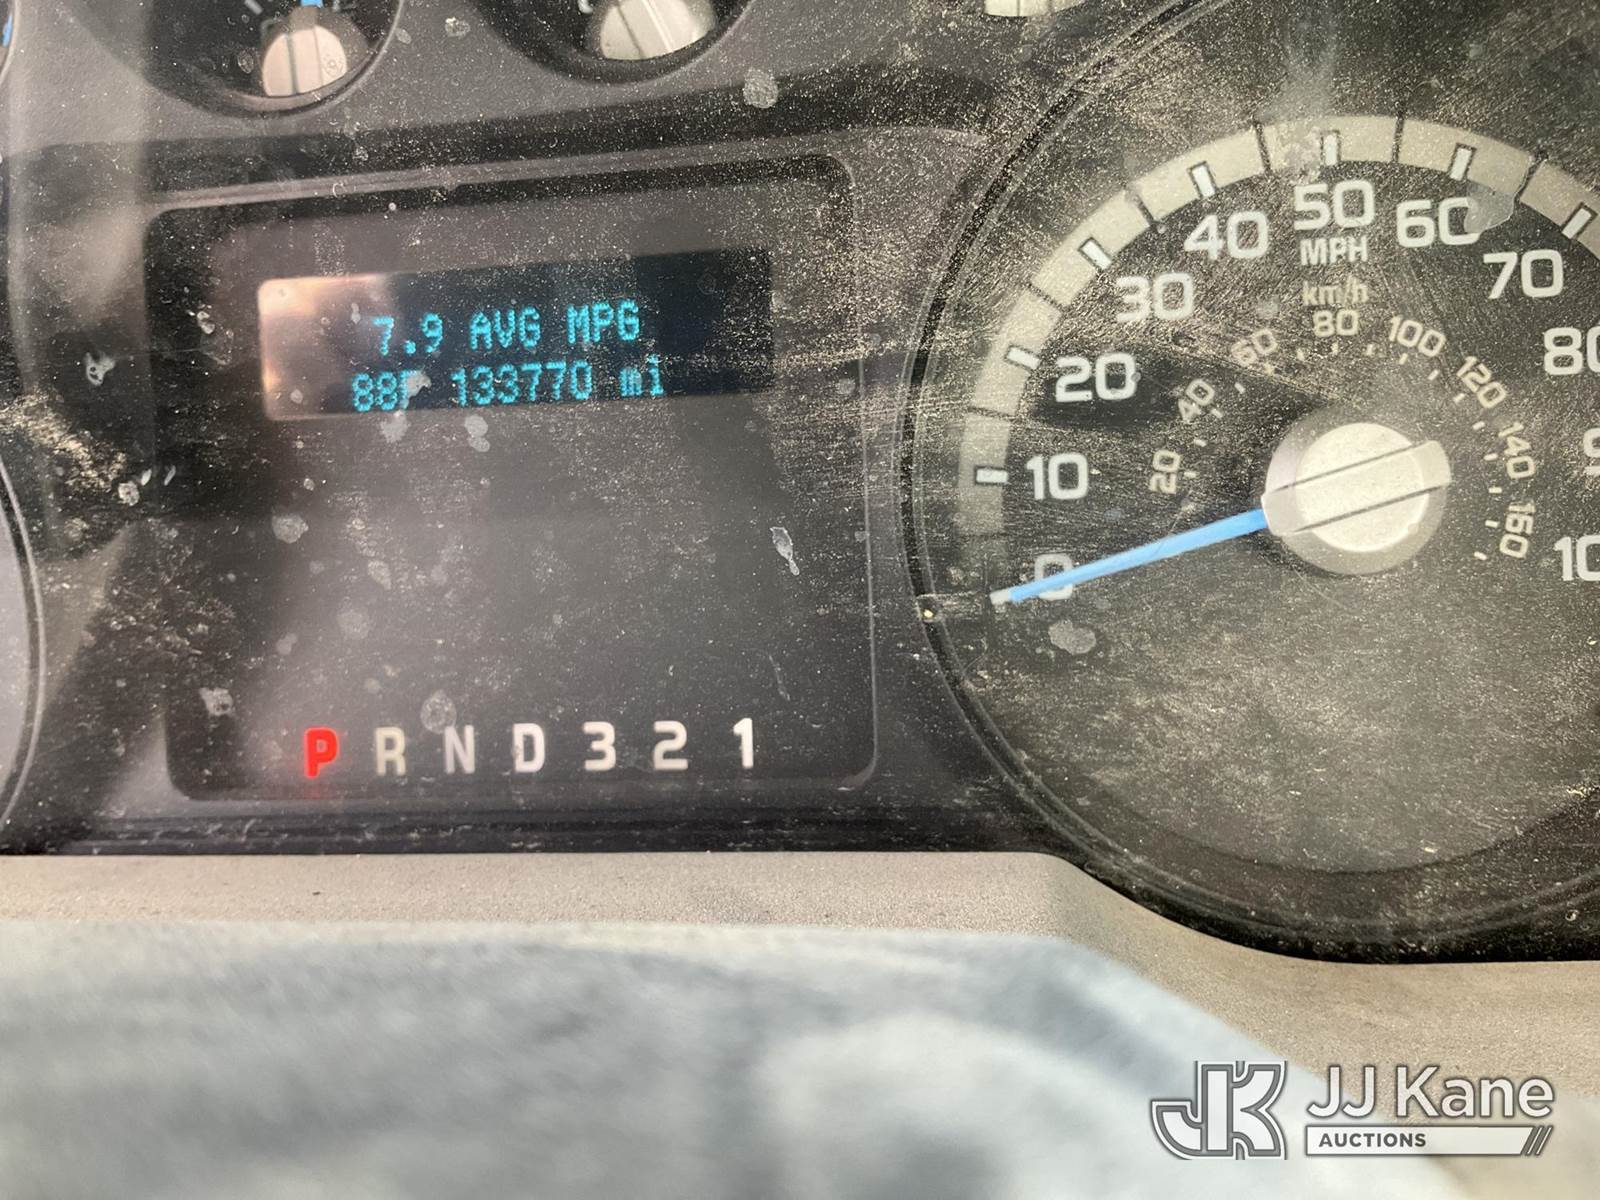 7.9 AVG MPG
88F 133770 mi
P R N D 3 2 1
0 10 20 30 40 50 60 70 80
MPH
km/h
20 40 60 80 100 120 140 160
JJ Kane
AUCTIONS